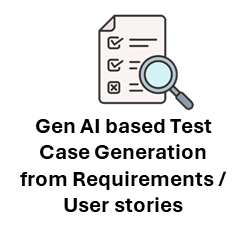 Gen AI based Test
Case Generation
from Requirements /
User stories